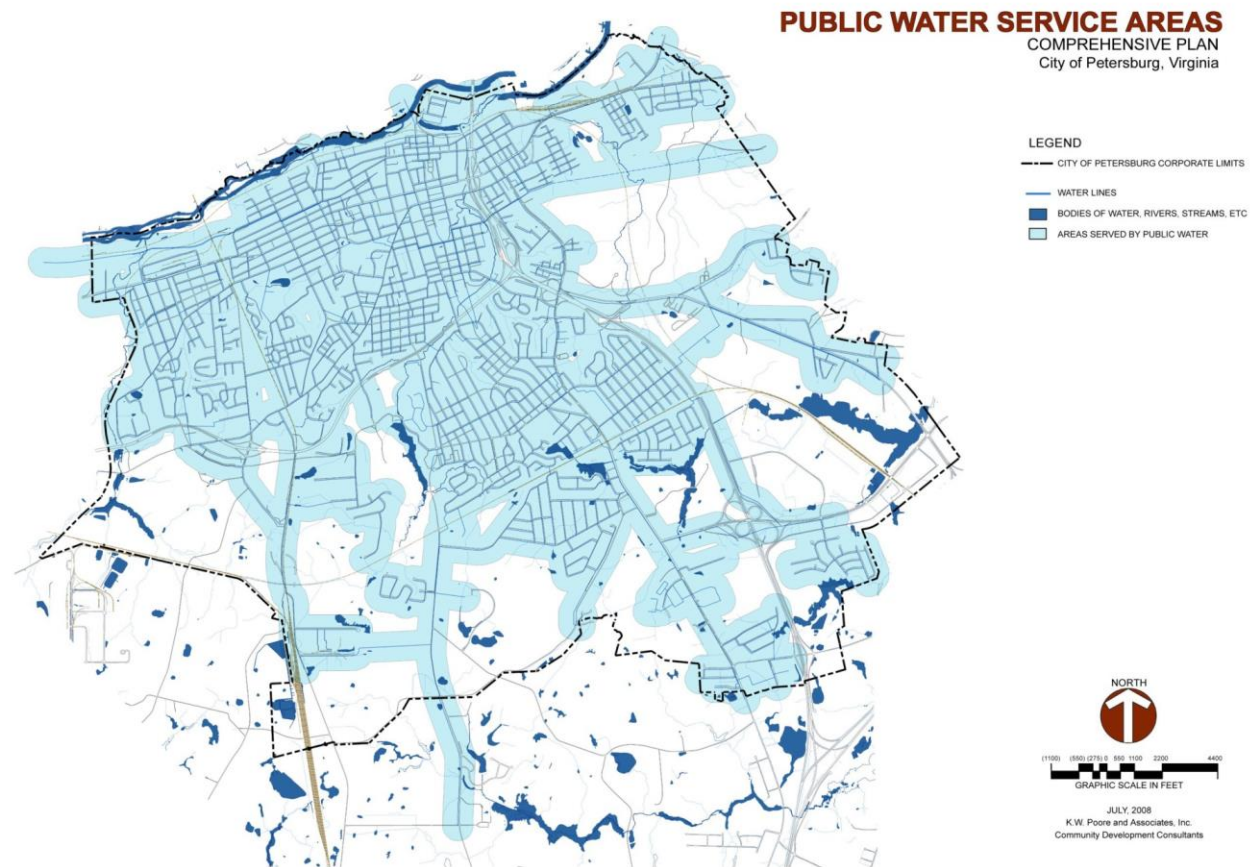 PUBLIC WATER SERVICE AREAS
COMPREHENSIVE PLAN
City of Petersburg, Virginia
LEGEND
CITY OF PETERSBURG CORPORATE LIMITS
WATER LINES
BODIES OF WATER, RIVERS, STREAMS, ETC
AREAS SERVED BY PUBLIC WATER
NORTH
(1100) (550) (275) 0 550 1100 2200 4400
GRAPHIC SCALE IN FEET
JULY, 2008
K.W. Poore and Associates, Inc.
Community Development Consultants